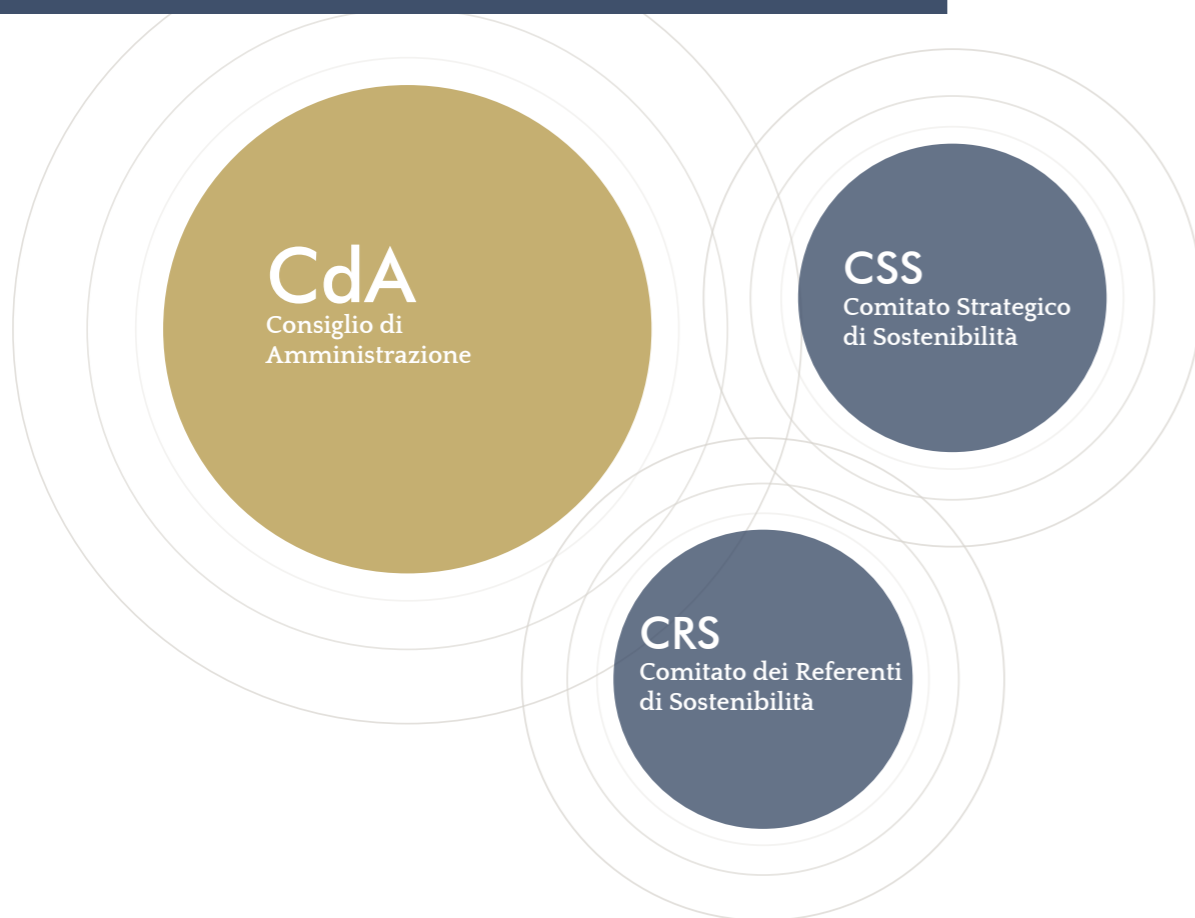 CdA
Consiglio di
Amministrazione
CSS
Comitato Strategico
di Sostenibilità
CRS
Comitato dei Referenti
di Sostenibilità